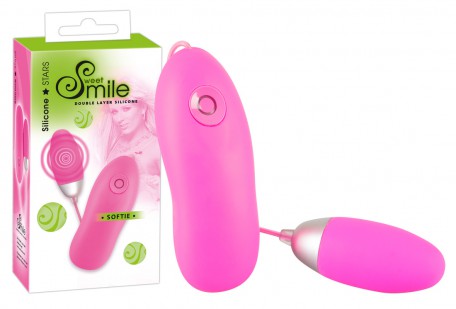 Silicone ★ STARS
Sweet
Smile
DOUBLE LAYER SILICONE
• SOFTIE •